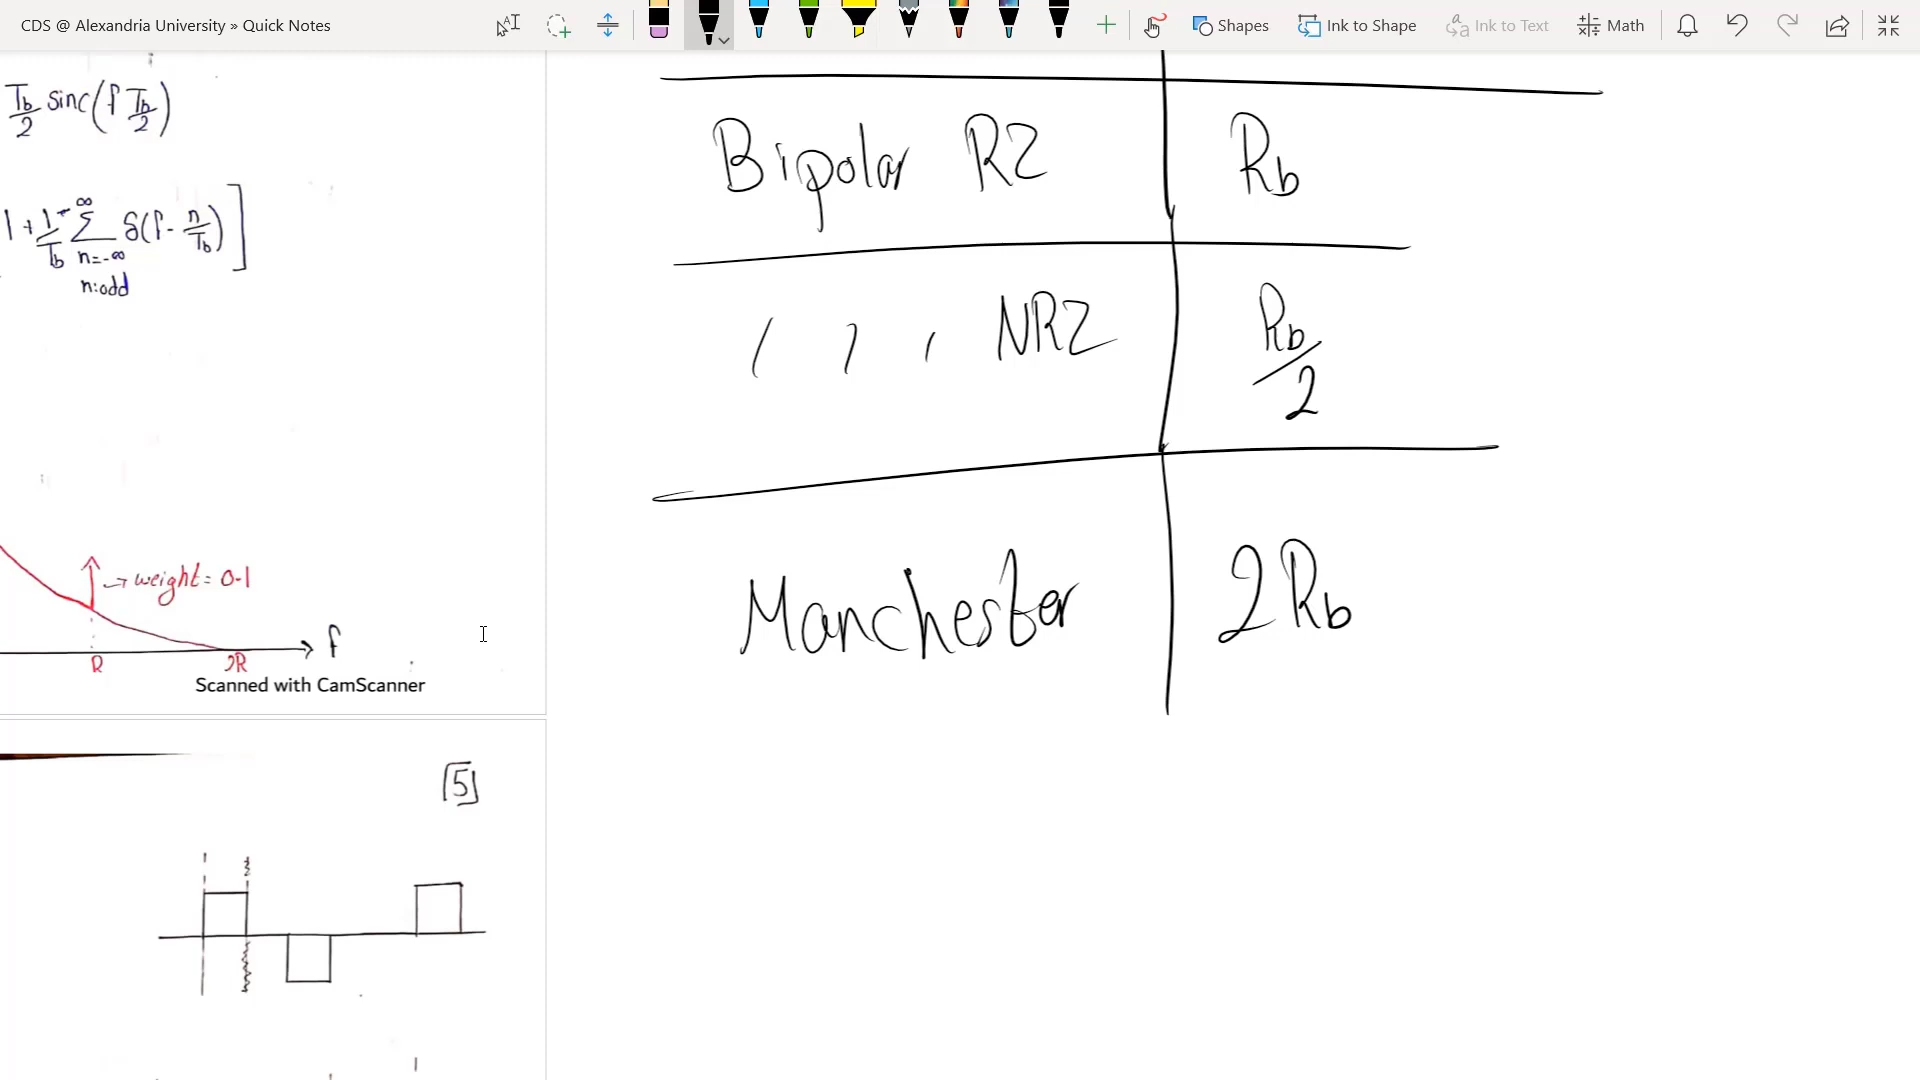 CDS @ Alexandria University » Quick Notes
Shapes
Ink to Shape
Ink to Text
Math
Tb/2 sinc(f Tb/2)
1 + 1/Tb ∞∑n=-∞ δ(f - n/Tb)]
n:odd
→ weight = 0.1
f
R
2R
Scanned with CamScanner
[5]
Bipolar RZ
Rb
, , , NRZ
Rb/2
Manchester
2Rb